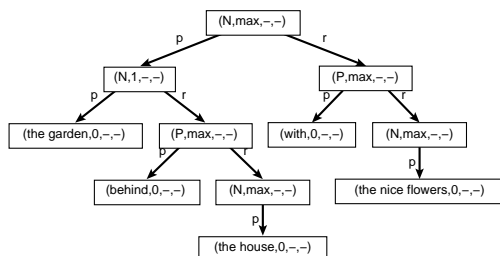 (N,max,–,–)
p r
(N,1,–,–) (P,max,–,–)
p r p r
(the garden,0,–,–) (P,max,–,–) (with,0,–,–) (N,max,–,–)
p r p
(behind,0,–,–) (N,max,–,–) (the nice flowers,0,–,–)
p
(the house,0,–,–)